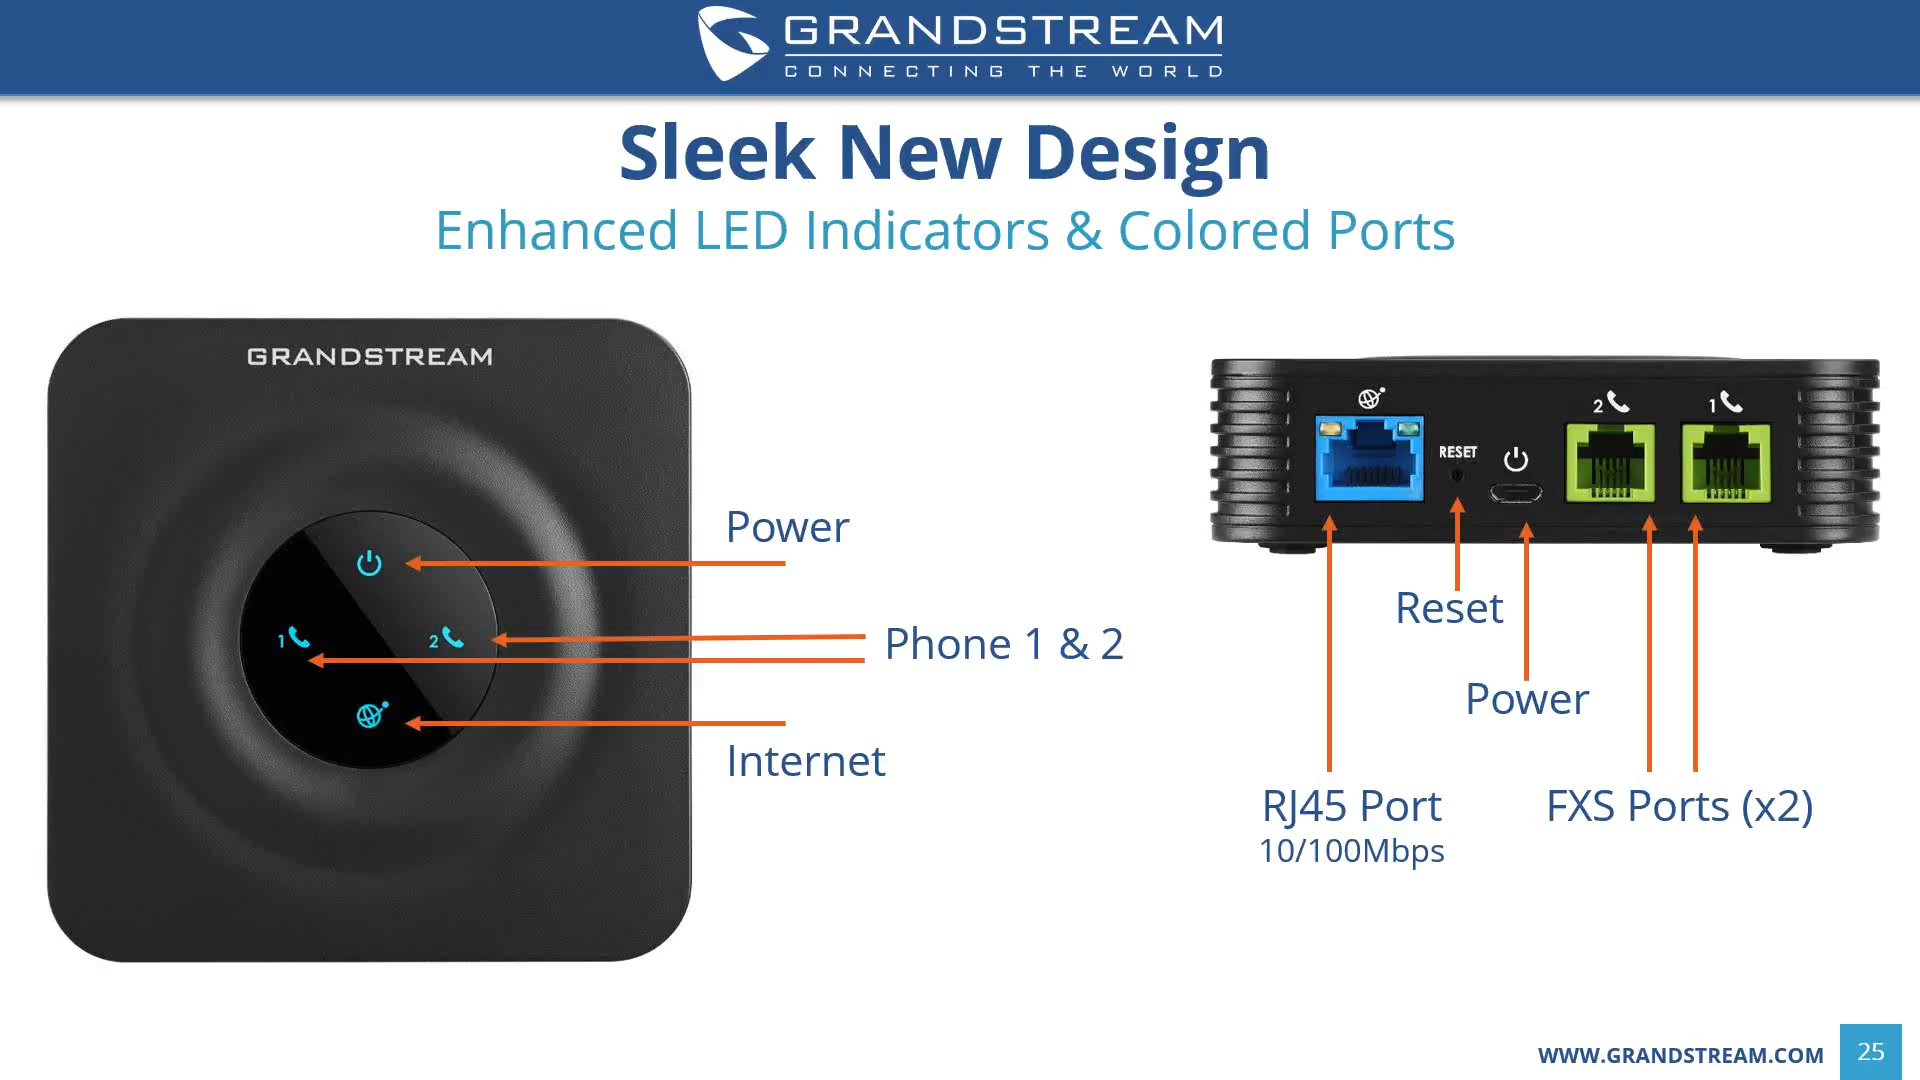 GRANDSTREAM
CONNECTING THE WORLD
Sleek New Design
Enhanced LED Indicators & Colored Ports
GRANDSTREAM
Power
1
2
Phone 1 & 2
Internet
2
1
RESET
Reset
Power
RJ45 Port
10/100Mbps
FXS Ports (x2)
WWW.GRANDSTREAM.COM
25